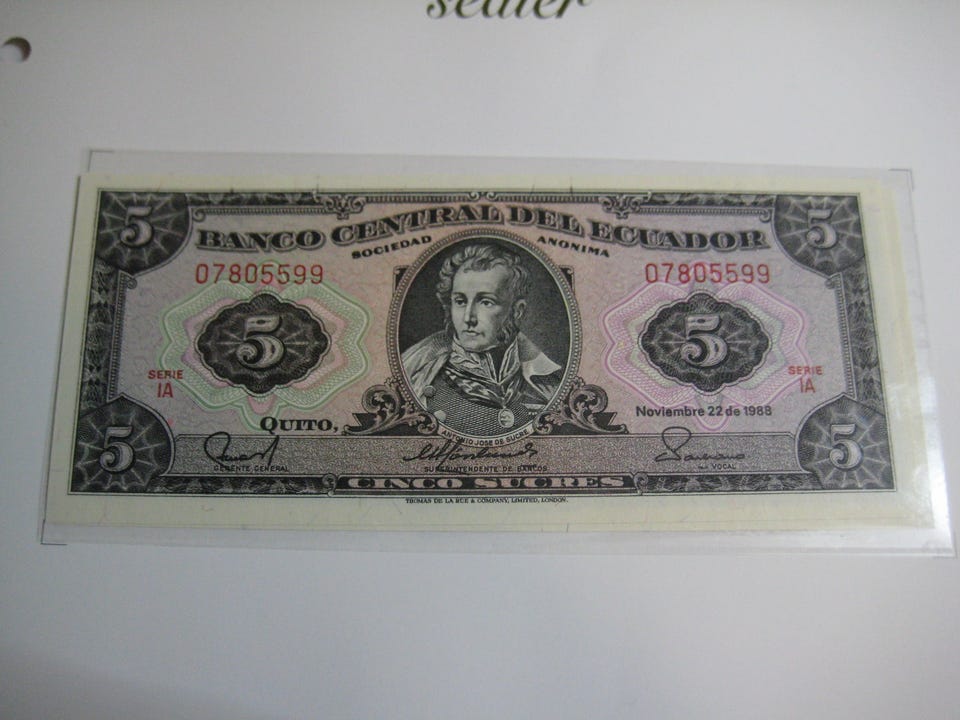 sealer
5 5
BANCO CENTRAL DEL ECUADOR
SOCIEDAD ANONIMA
07805599 07805599
5 5
SERIE SERIE
IA IA
Noviembre 22 de 1988
QUITO,
ANTONIO JOSE DE SUCRE
5 5
GERENTE GENERAL SUPERINTENDENTE DE BANCOS VOCAL
CINCO SUCRES
THOMAS DE LA RUE & COMPANY, LIMITED, LONDON.